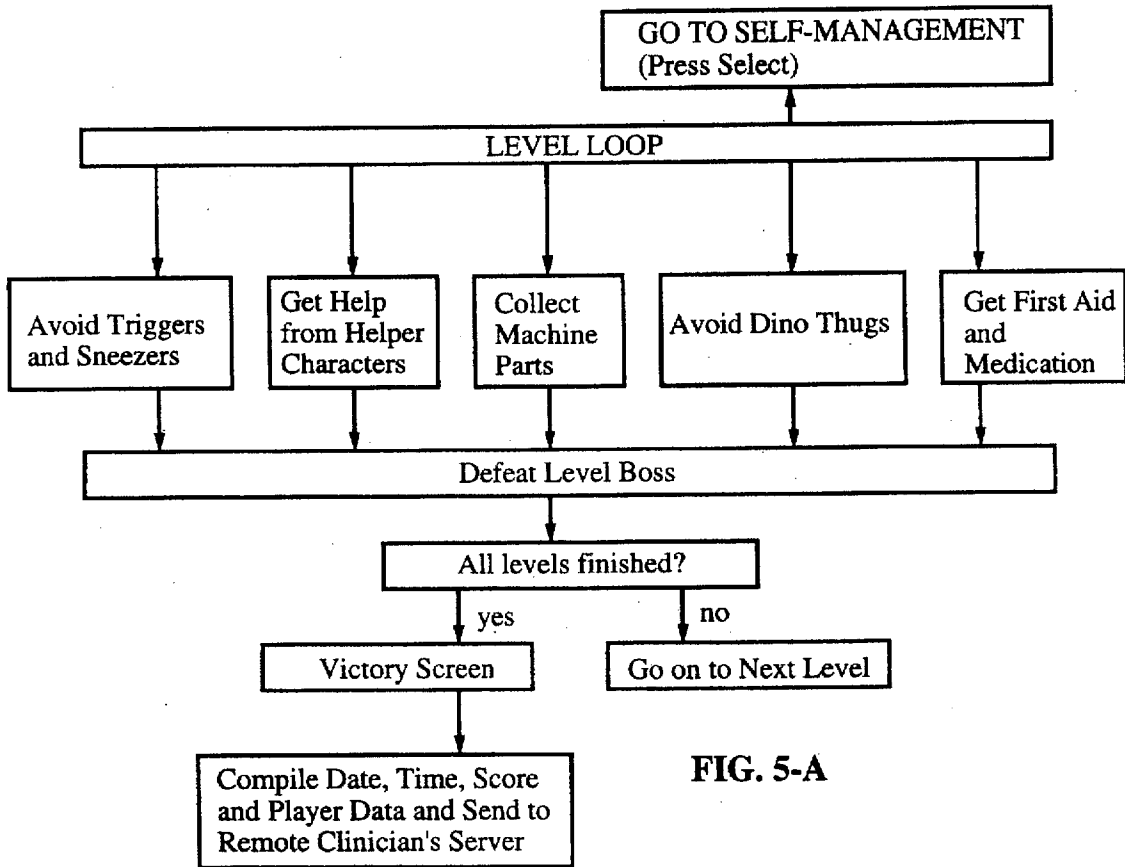 GO TO SELF-MANAGEMENT
(Press Select)
LEVEL LOOP
Avoid Triggers
and Sneezers
Get Help
from Helper
Characters
Collect
Machine
Parts
Avoid Dino Thugs
Get First Aid
and
Medication
Defeat Level Boss
All levels finished?
yes
no
Victory Screen
Go on to Next Level
Compile Date, Time, Score
and Player Data and Send to
Remote Clinician's Server
FIG. 5-A